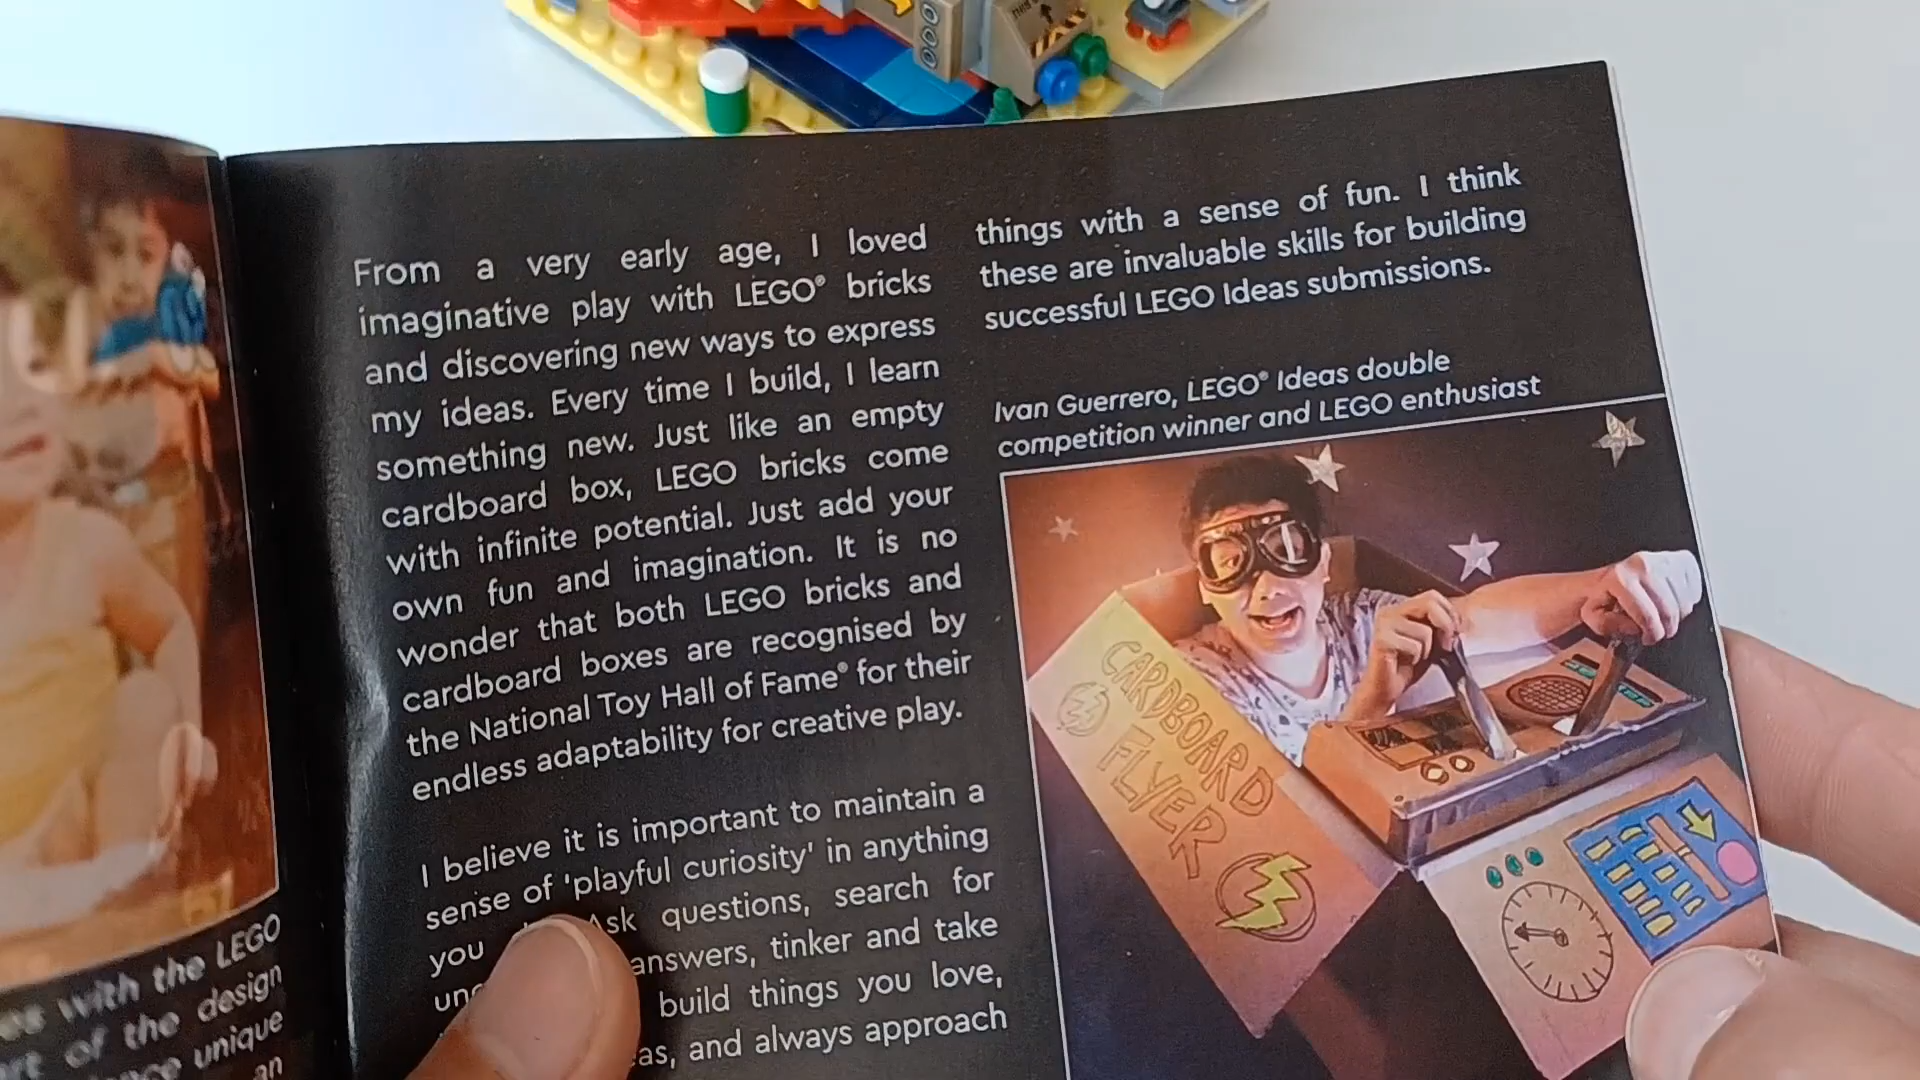 From a very early age, I loved
imaginative play with LEGO® bricks
and discovering new ways to express
my ideas. Every time I build, I learn
something new. Just like an empty
cardboard box, LEGO bricks come
with infinite potential. Just add your
own fun and imagination. It is no
wonder that both LEGO bricks and
cardboard boxes are recognised by
the National Toy Hall of Fame® for their
endless adaptability for creative play.
I believe it is important to maintain a
sense of 'playful curiosity' in anything
you Ask questions, search for
answers, tinker and take
build things you love,
and always approach
things with a sense of fun. I think
these are invaluable skills for building
successful LEGO Ideas submissions.
Ivan Guerrero, LEGO® Ideas double
competition winner and LEGO enthusiast
CARDBOARD
FLYER
with the LEGO
of the design
unique
an